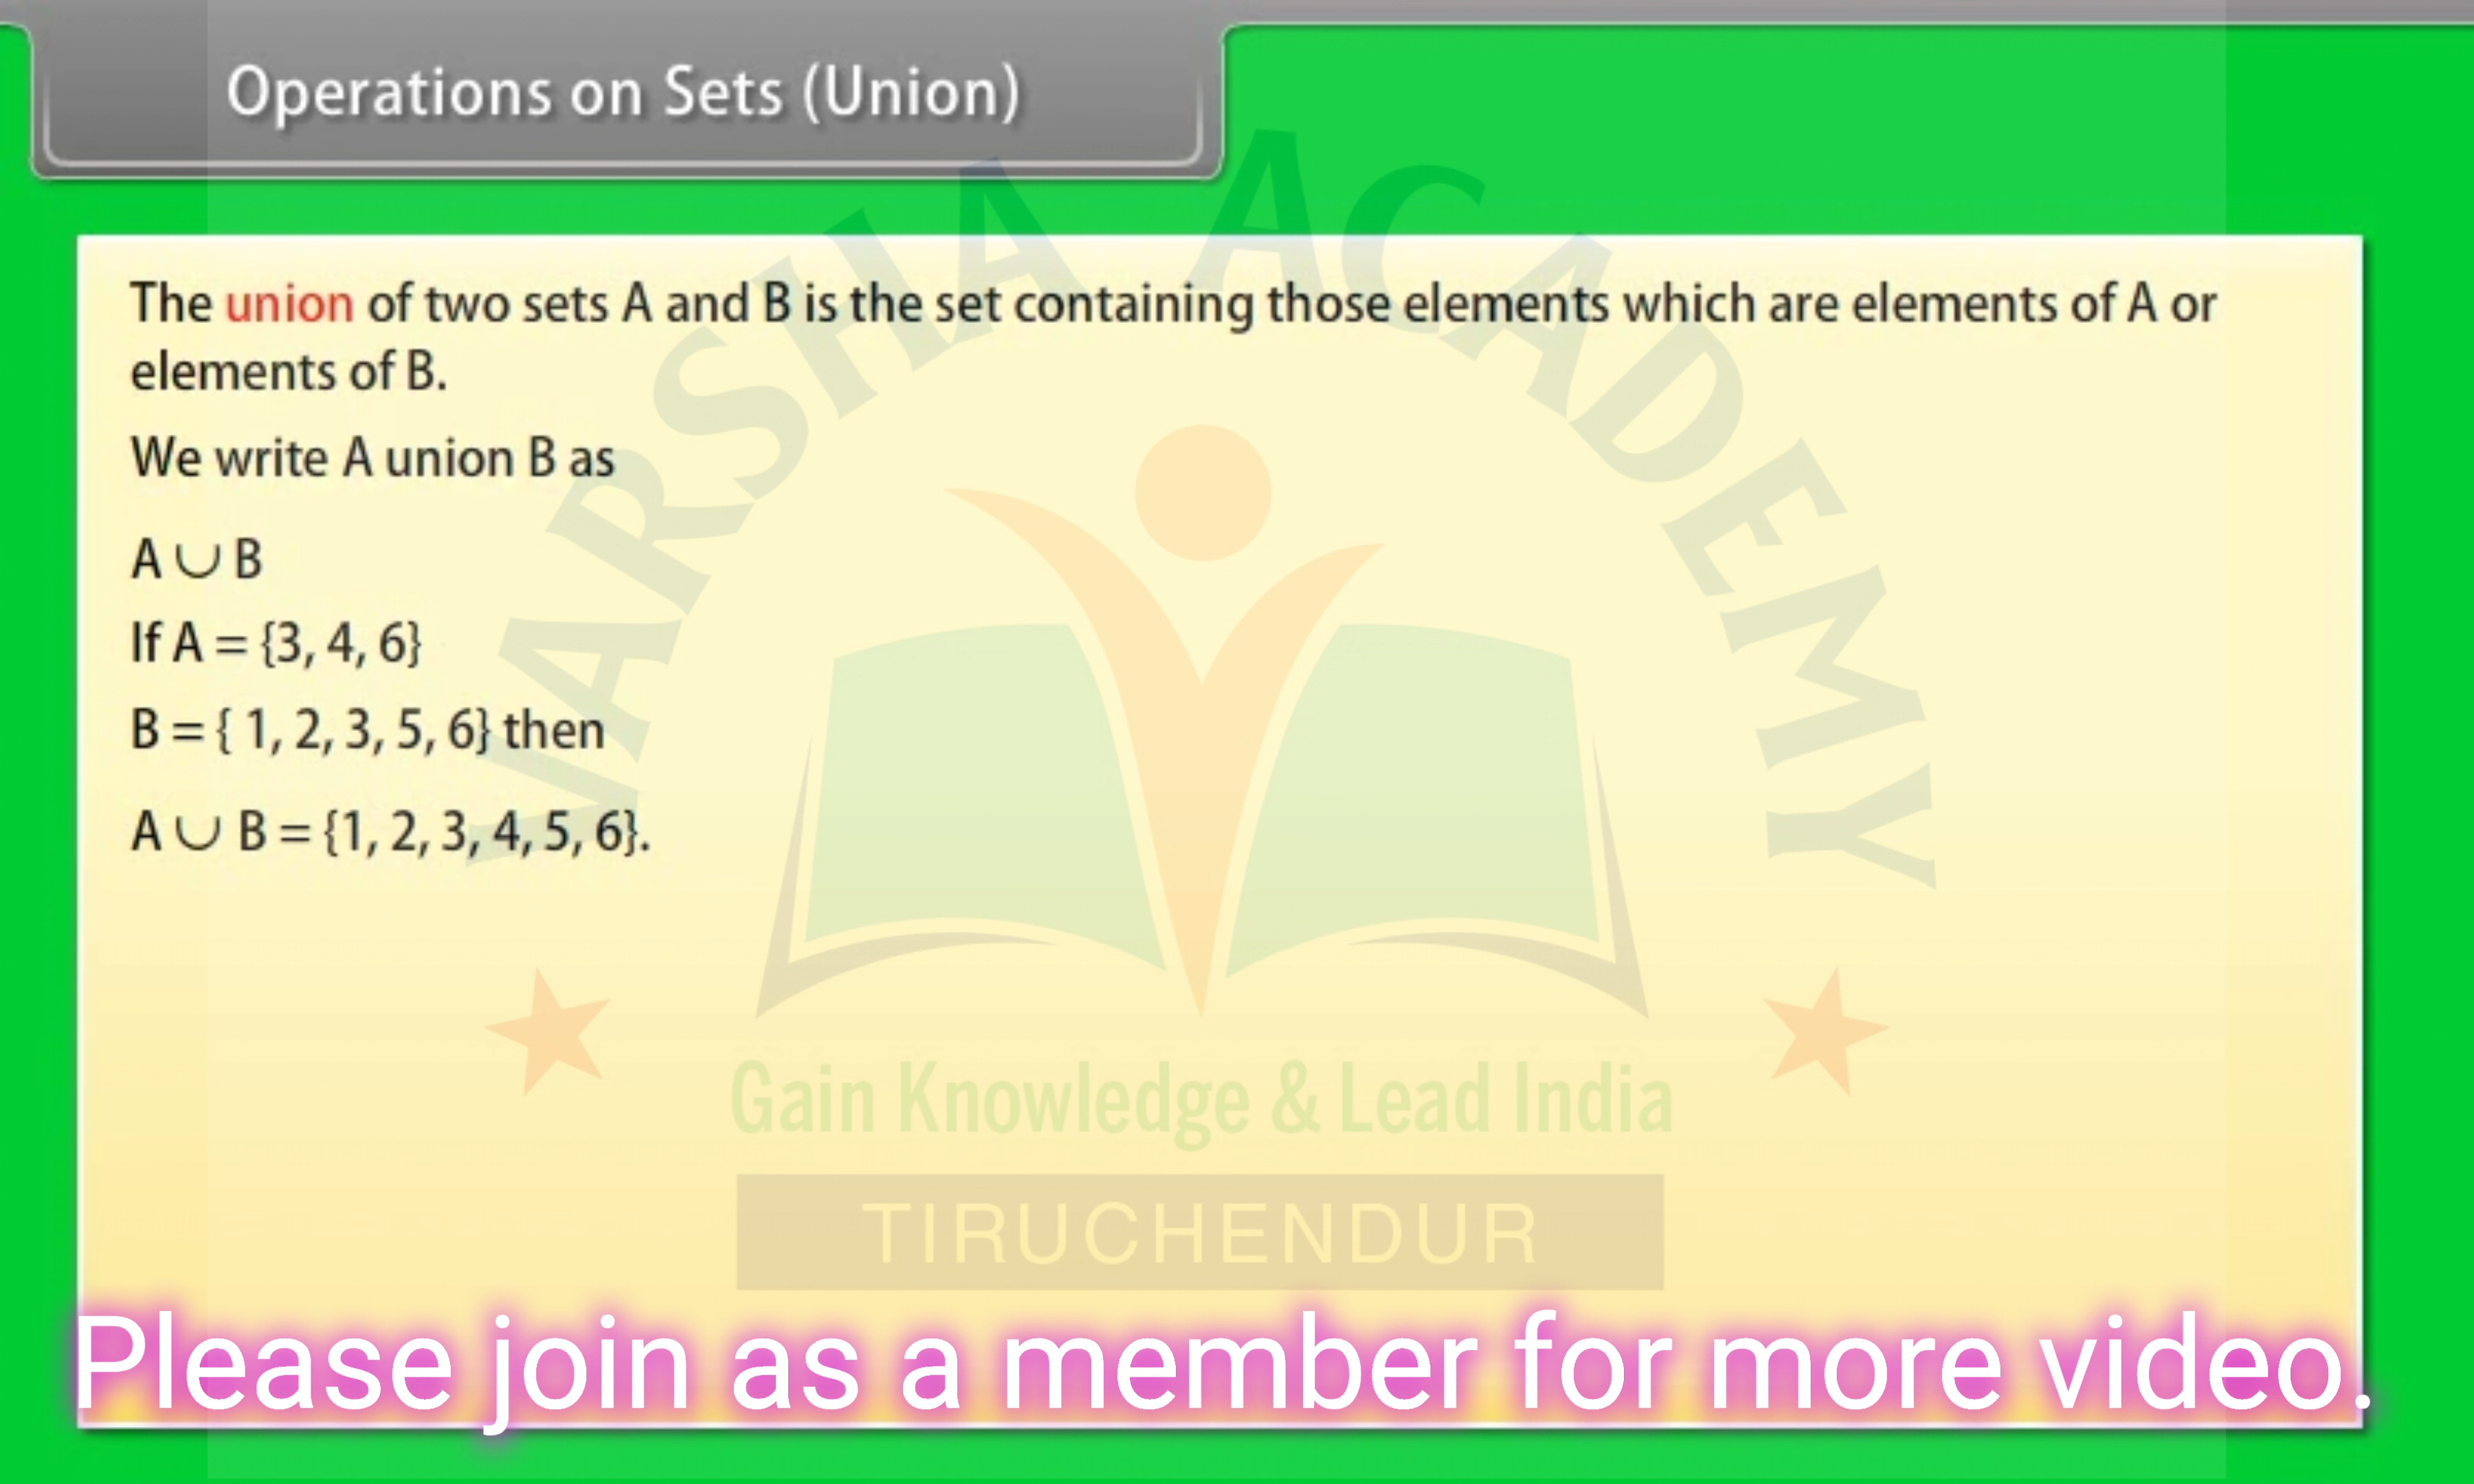 Operations on Sets (Union)
The union of two sets A and B is the set containing those elements which are elements of A or
elements of B.
We write A union B as
A ∪ B
If A = {3, 4, 6}
B = { 1, 2, 3, 5, 6} then
A ∪ B = {1, 2, 3, 4, 5, 6}.
VARSHA ACADEMY
Gain Knowledge & Lead India
TIRUCHENDUR
Please join as a member for more video.